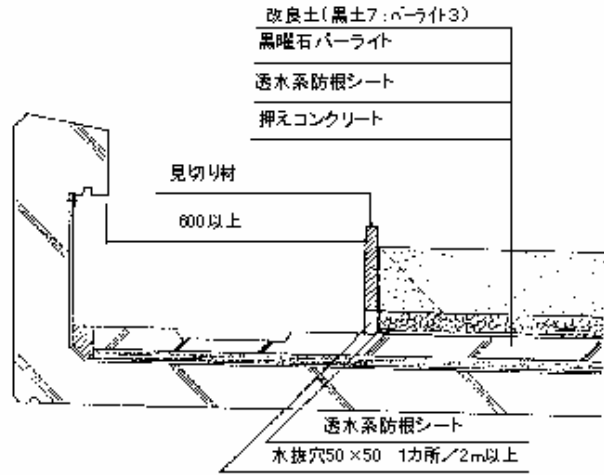 改良土(黒土7:パーライト3)
黒曜石パーライト
透水系防根シート
押えコンクリート
見切り材
600以上
透水系防根シート
水抜穴50×50 1カ所/2m以上